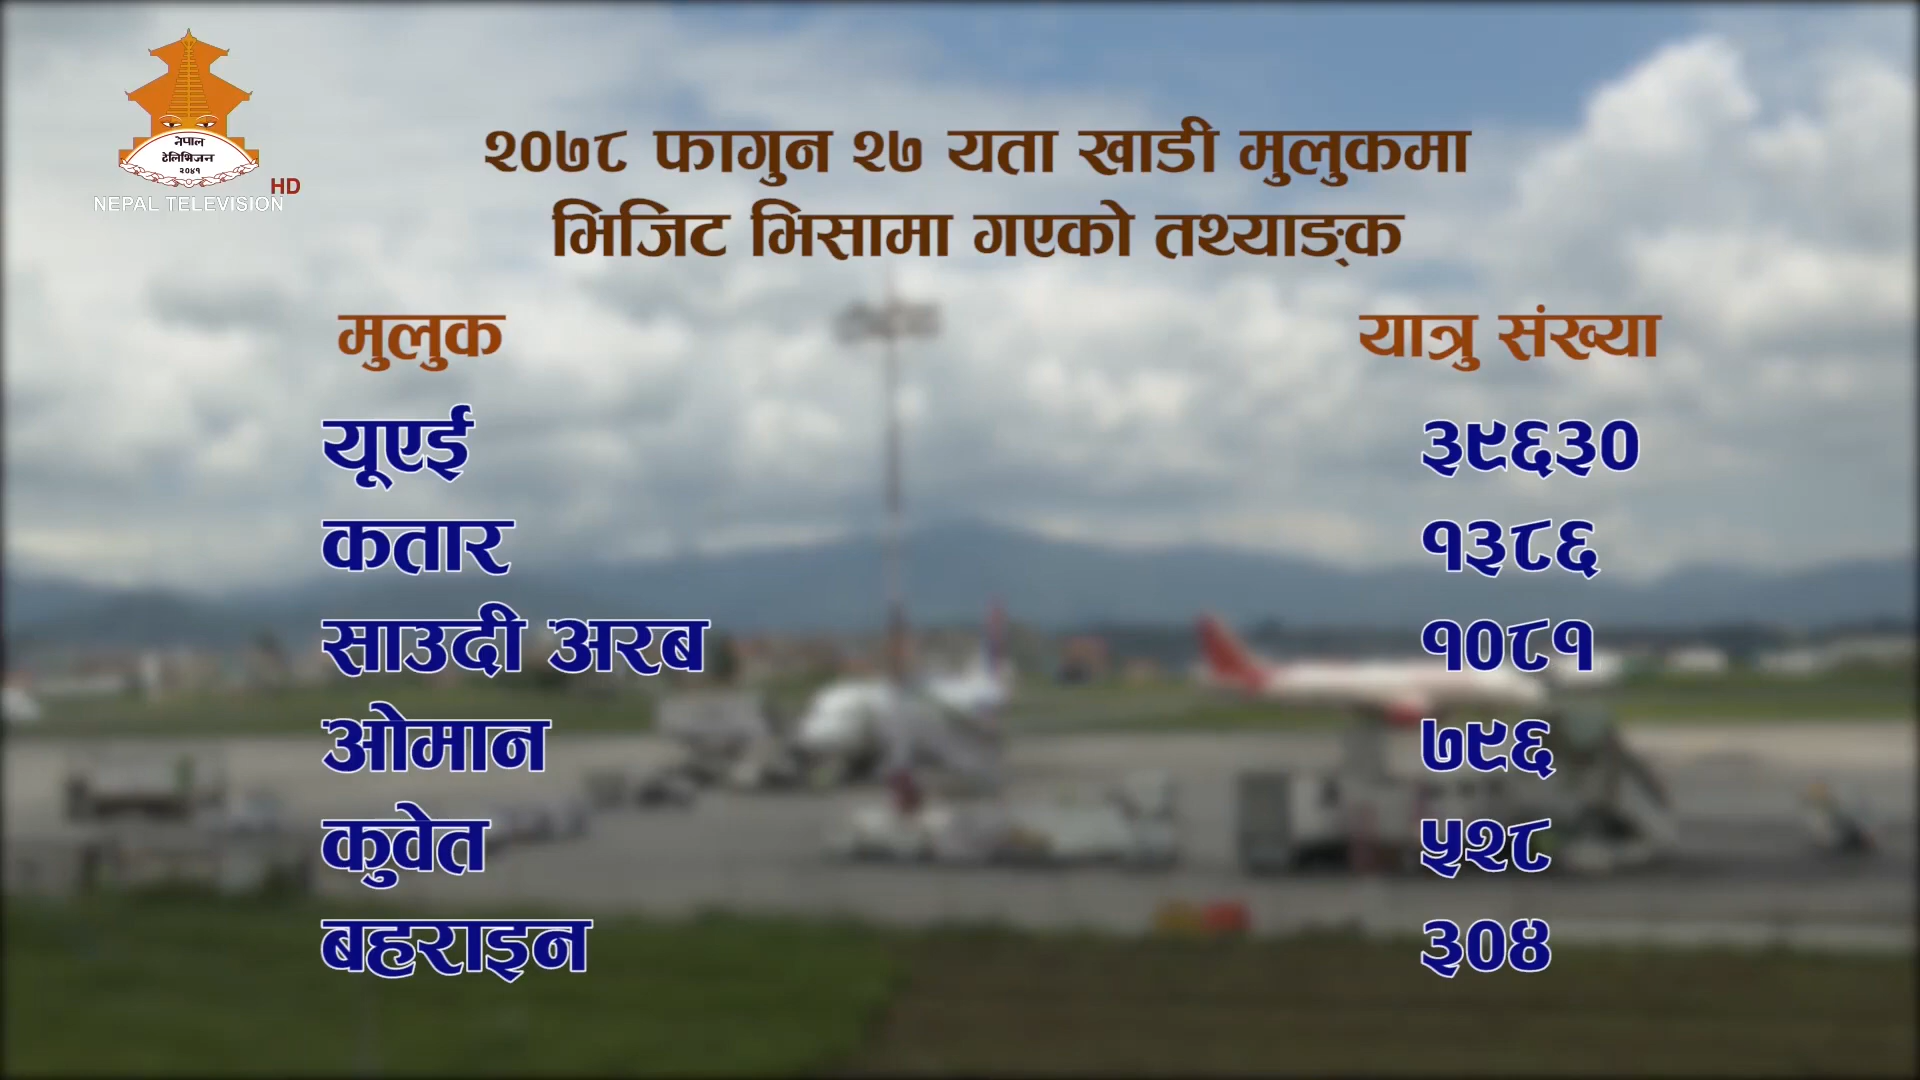 नेपाल
टेलिभिजन
२०४१
HD
NEPAL TELEVISION
२०७८ फागुन २७ यता खाडी मुलुकमा
भिजिट भिसामा गएको तथ्याङ्क
मुलुक यात्रु संख्या
यूएई ३९६३०
कतार १३८६
साउदी अरब १०८१
ओमान ७९६
कुवेत ५२८
बहराइन ३०४